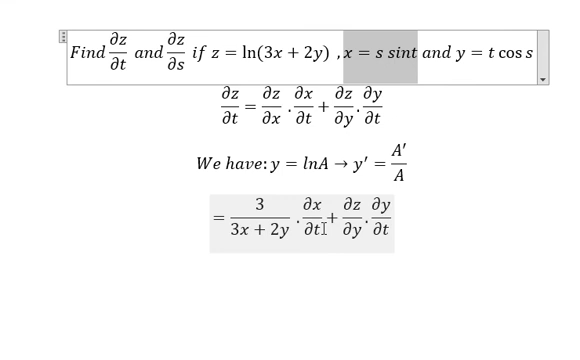 Find ∂z/∂t and ∂z/∂s if z = ln(3x + 2y) , x = s sint and y = t cos s
∂z/∂t = ∂z/∂x . ∂x/∂t + ∂z/∂y . ∂y/∂t
We have: y = lnA → y′ = A′/A
= 3/(3x + 2y) . ∂x/∂t + ∂z/∂y . ∂y/∂t